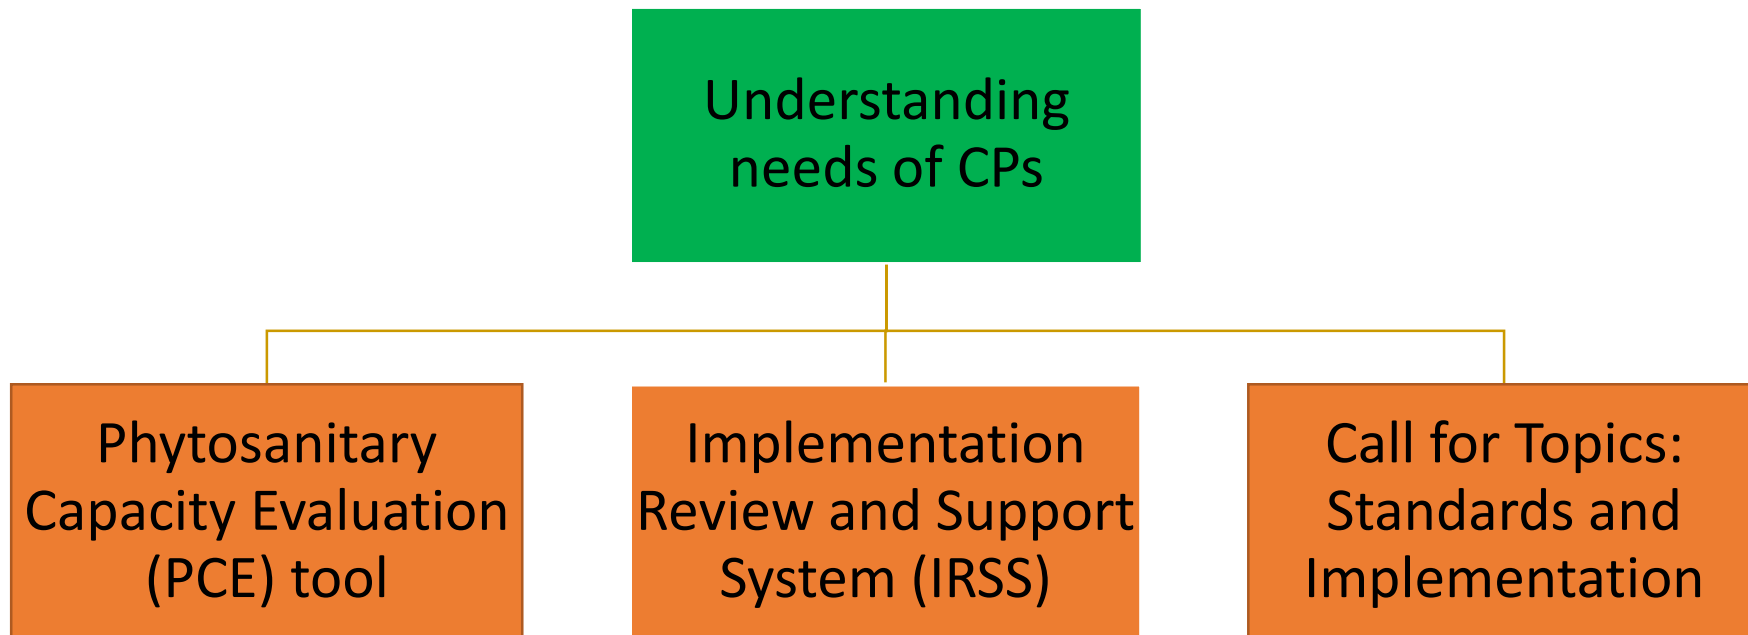 Understanding
needs of CPs
Phytosanitary
Capacity Evaluation
(PCE) tool
Implementation
Review and Support
System (IRSS)
Call for Topics:
Standards and
Implementation